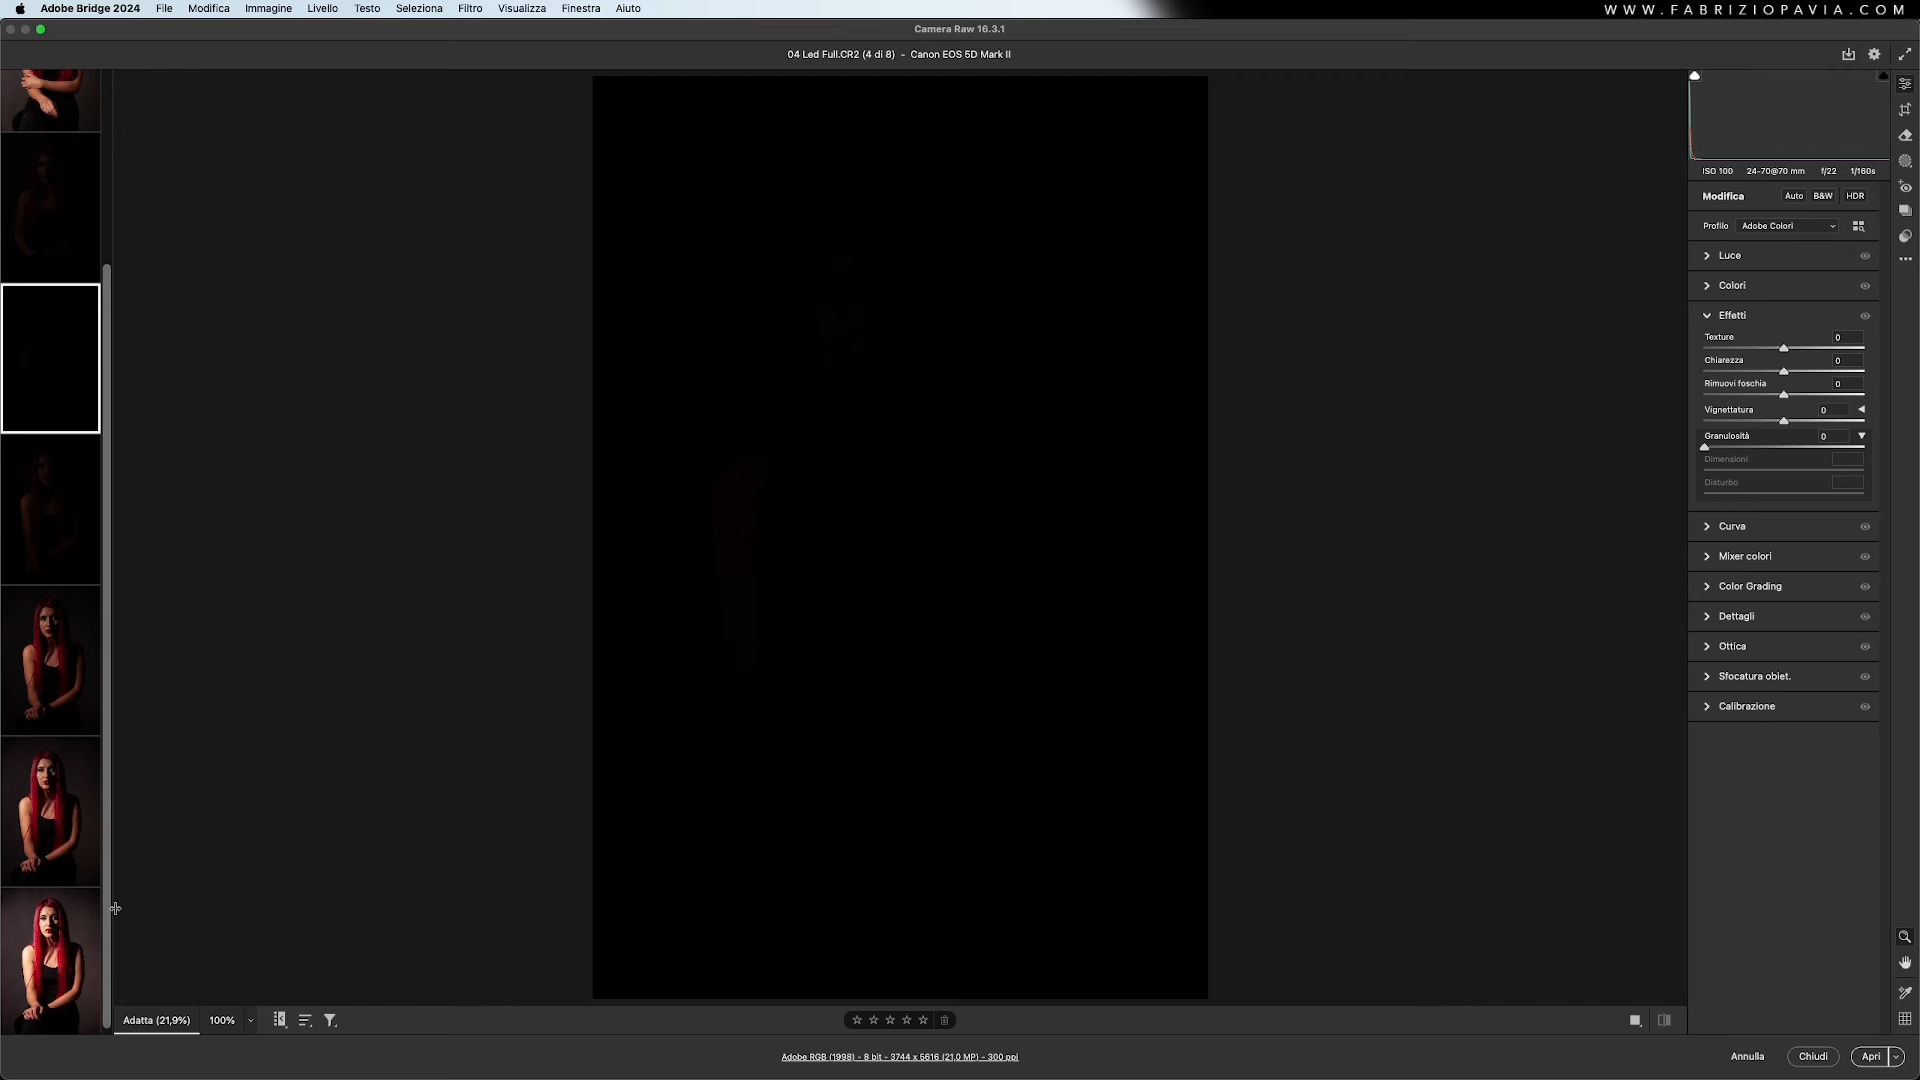 Adobe Bridge 2024 File Modifica Immagine Livello Testo Seleziona Filtro Visualizza Finestra Aiuto
WWW.FABRIZIOPAVIA.COM
Camera Raw 16.3.1
04 Led Full.CR2 (4 di 8) - Canon EOS 5D Mark II
ISO 100 24-70@70 mm f/22 1/160s
Modifica Auto B&W HDR
Profilo Adobe Colori
Luce
Colori
Effetti
Texture 0
Chiarezza 0
Rimuovi foschia 0
Vignettatura 0
Granulosità 0
Dimensioni
Disturbo
Curva
Mixer colori
Color Grading
Dettagli
Ottica
Sfocatura obiet.
Calibrazione
Adatta (21,9%) 100%
Adobe RGB (1998) - 8 bit - 3744 x 5616 (21,0 MP) - 300 ppi
Annulla Chiudi Apri